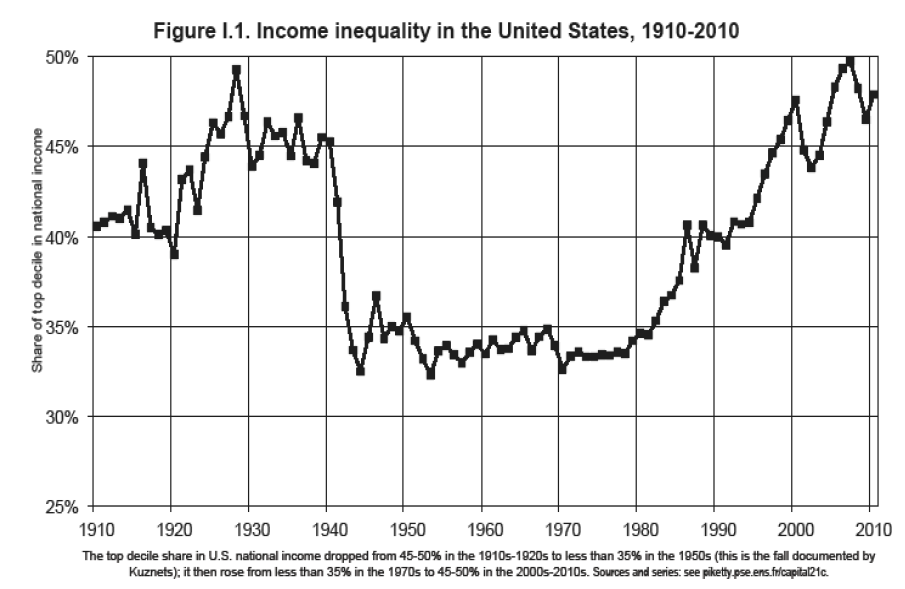 Figure I.1. Income inequality in the United States, 1910-2010
50%
45%
40%
35%
30%
25%
Share of top decile in national income
1910 1920 1930 1940 1950 1960 1970 1980 1990 2000 2010
The top decile share in U.S. national income dropped from 45-50% in the 1910s-1920s to less than 35% in the 1950s (this is the fall documented by
Kuznets); it then rose from less than 35% in the 1970s to 45-50% in the 2000s-2010s. Sources and series: see piketty.pse.ens.fr/capital21c.